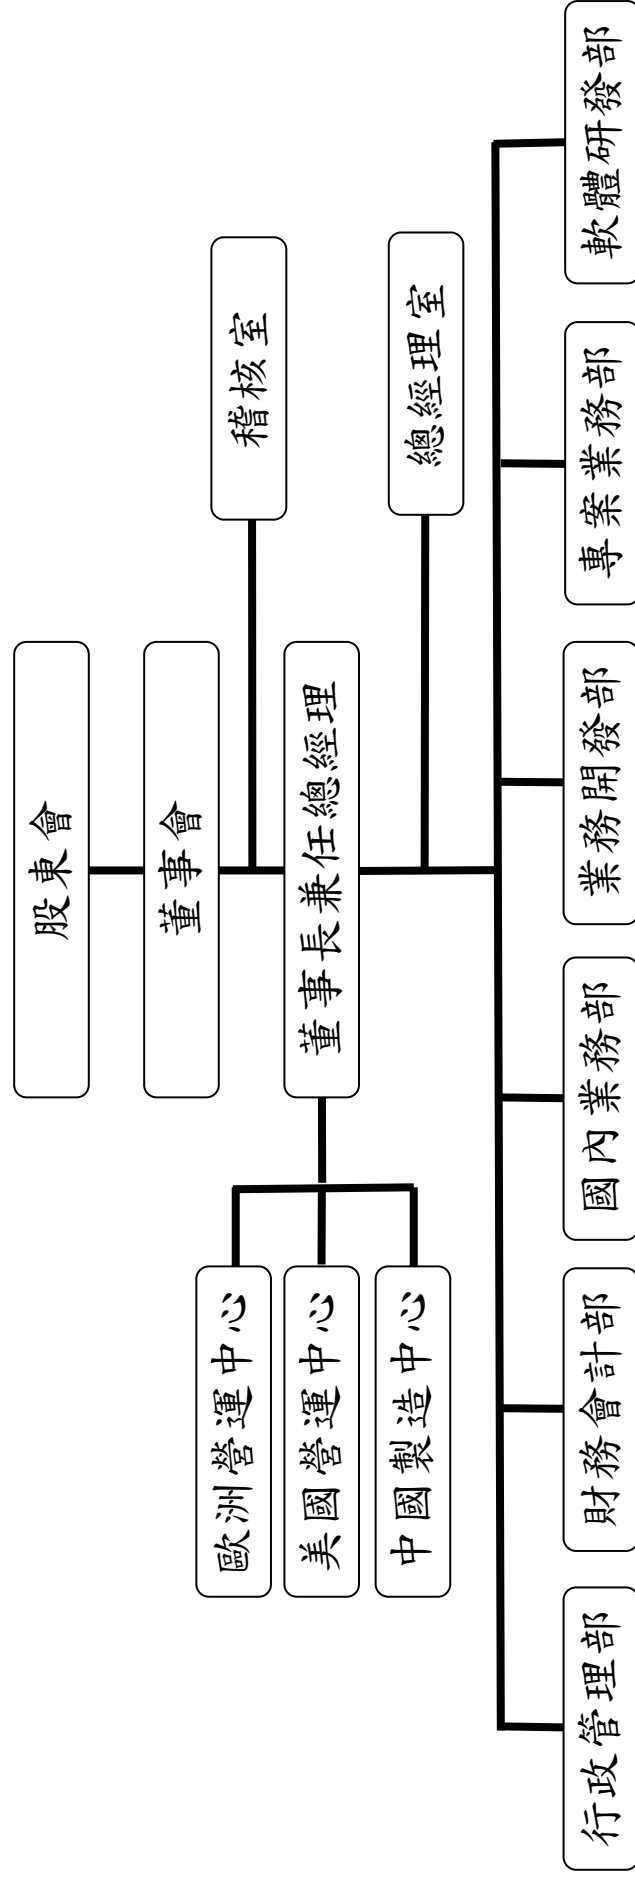 股東會
董事會
稽核室
歐洲營運中心
美國營運中心
董事長兼任總經理
中國製造中心
總經理室
行政管理部
財務會計部
國內業務部
業務開發部
專案業務部
軟體研發部